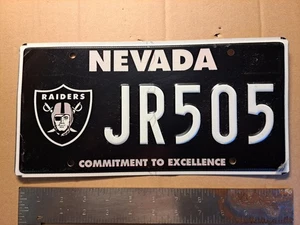 NEVADA
RAIDERS
JR505
COMMITMENT TO EXCELLENCE